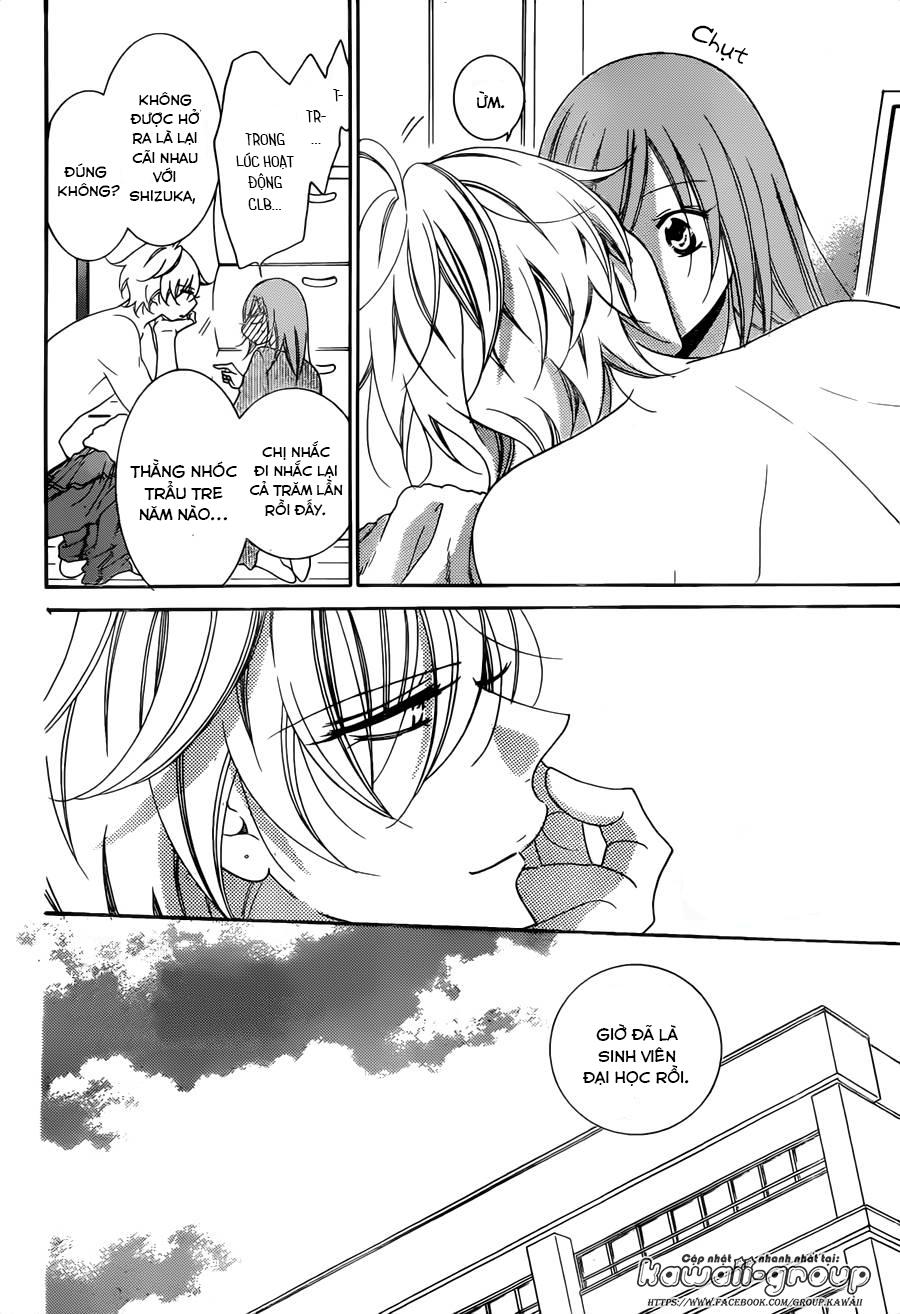 Chụt
ỪM.
T-
TR-
...
TRONG
LÚC HOẠT
ĐỘNG
CLB...
KHÔNG
ĐƯỢC HỞ
RA LÀ LẠI
CÃI NHAU
VỚI
SHIZUKA,
ĐÚNG
KHÔNG?
CHỊ NHẮC
ĐI NHẮC LẠI
CẢ TRĂM LẦN
RỒI ĐẤY.
THẰNG NHÓC
TRẨU TRE
NĂM NÀO...
GIỜ ĐÃ LÀ
SINH VIÊN
ĐẠI HỌC RỒI.
Cập nhật nhanh nhất tại:
kawaii-group
HTTPS://WWW.FACEBOOK.COM/GROUP.KAWAII